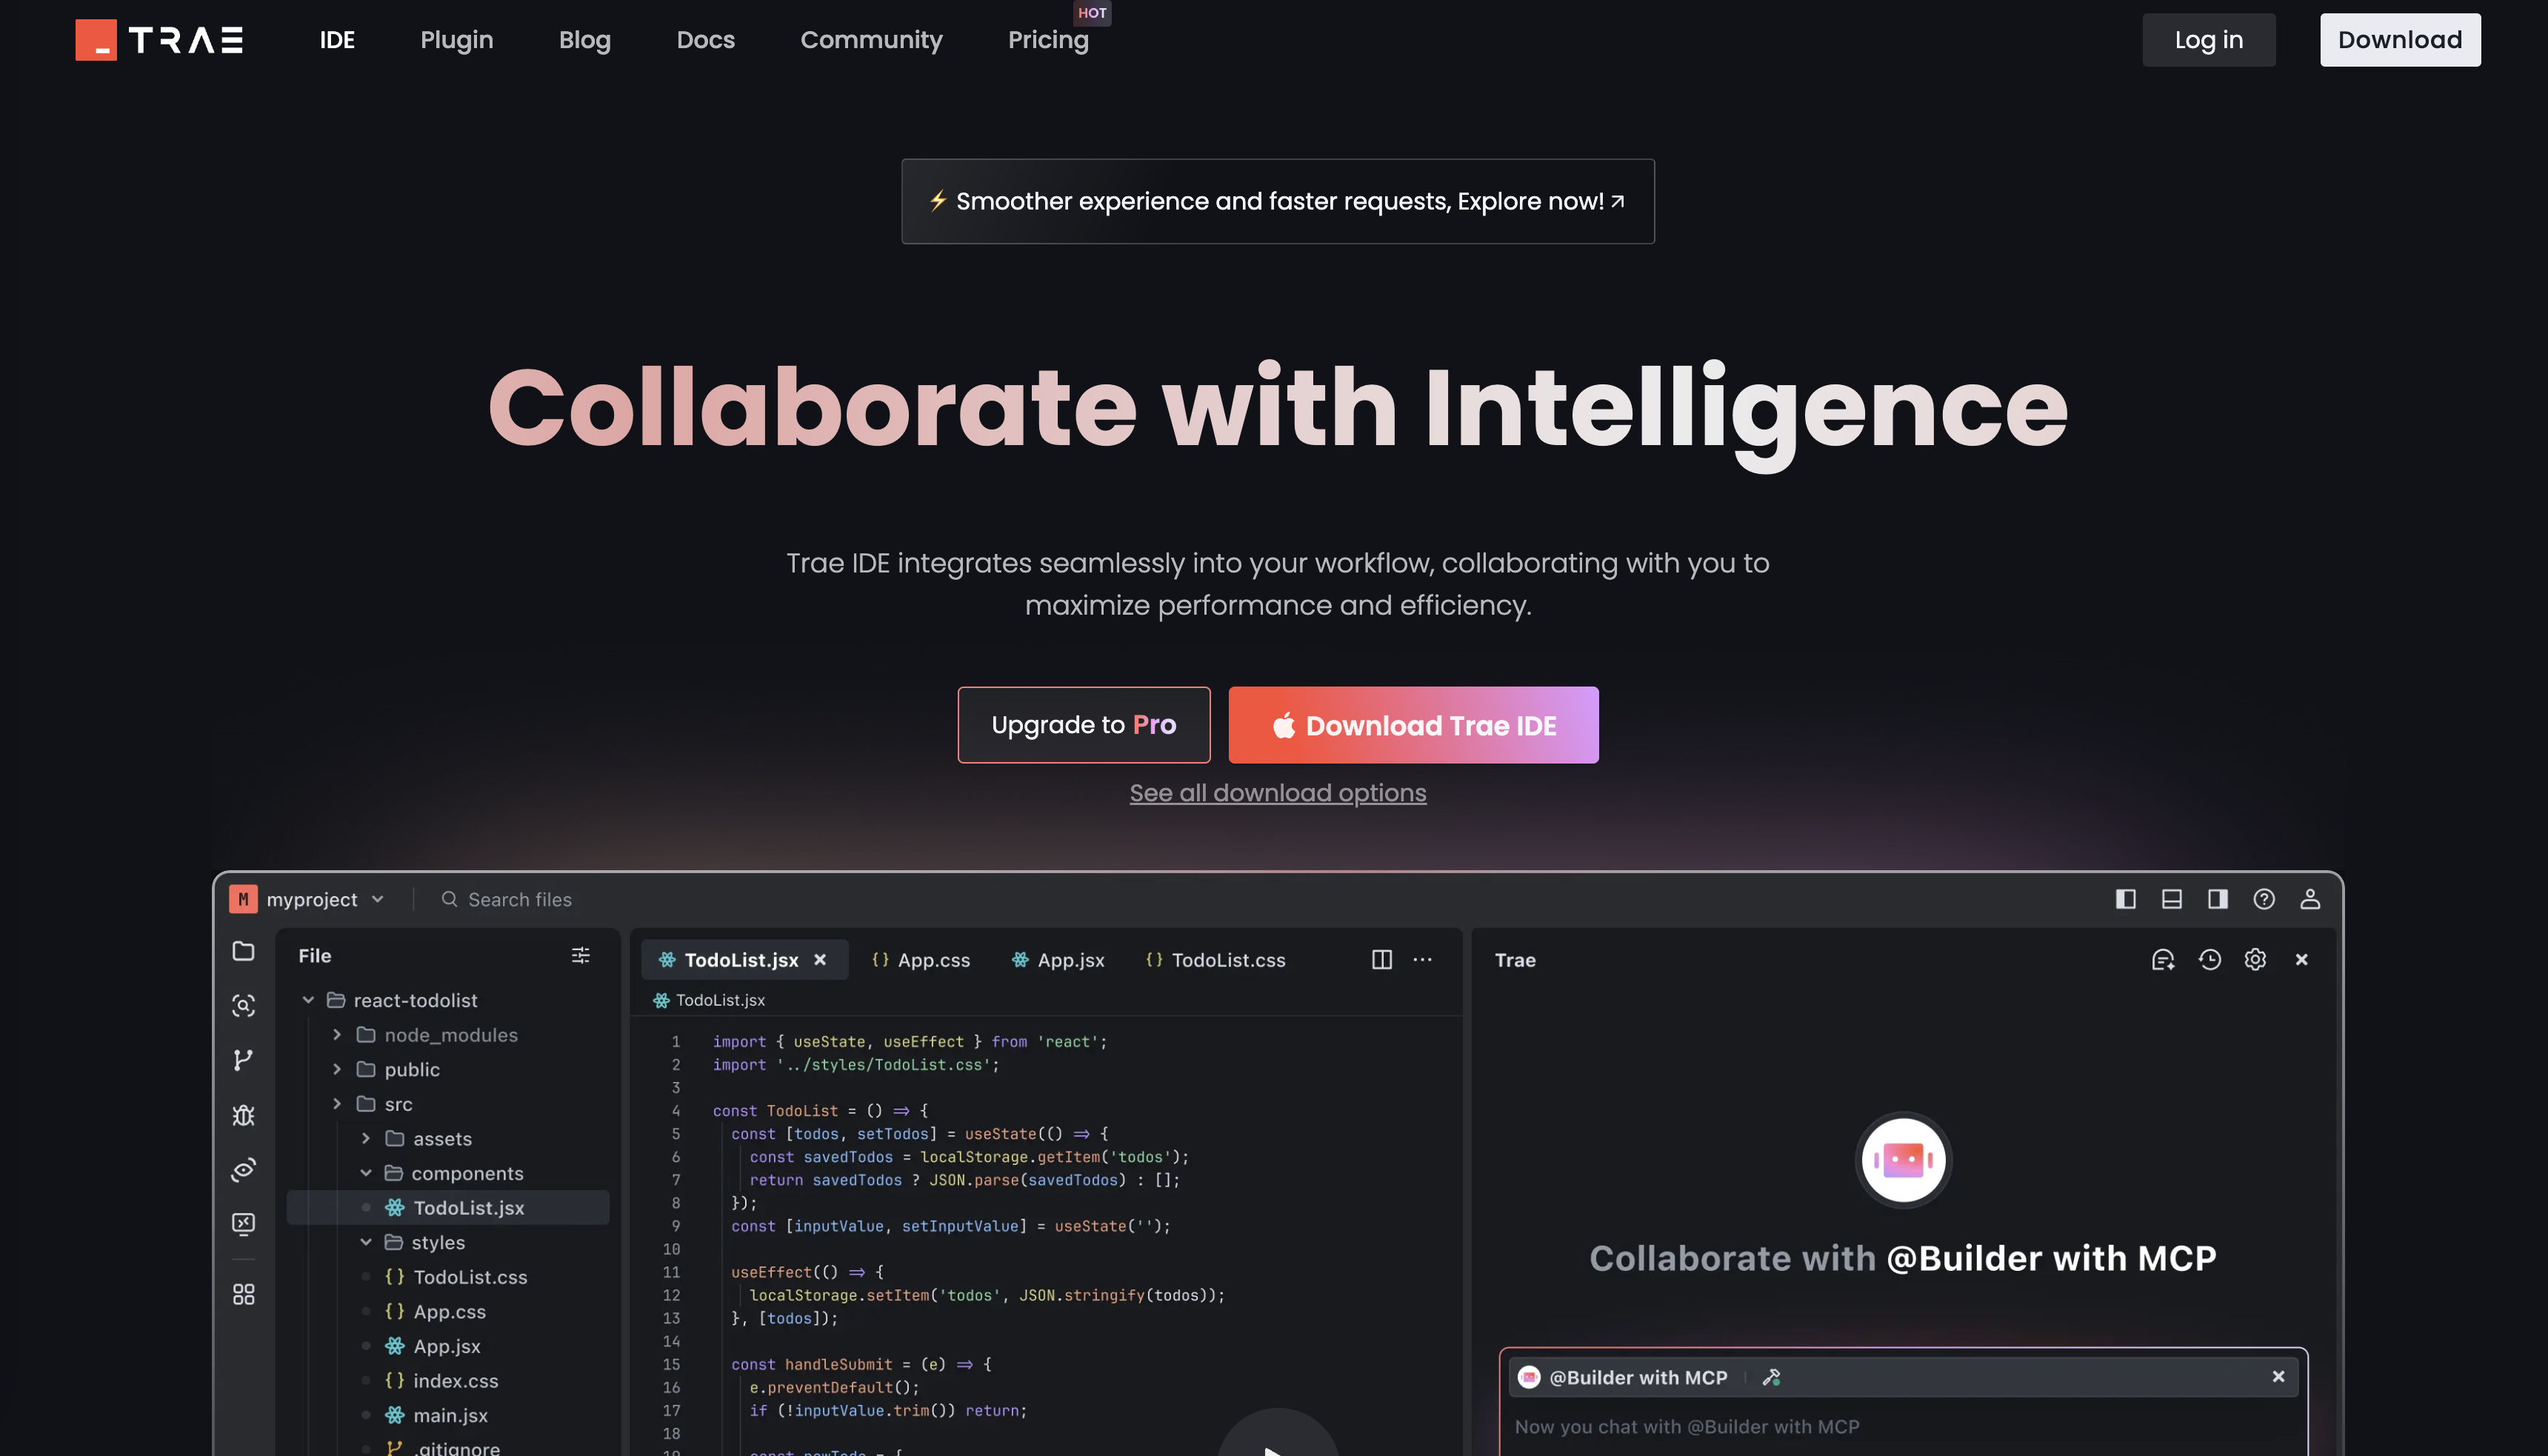 TRAE
IDE
Plugin
Blog
Docs
Community
Pricing
HOT
Log in
Download
⚡ Smoother experience and faster requests, Explore now!
Collaborate with Intelligence
Trae IDE integrates seamlessly into your workflow, collaborating with you to
maximize performance and efficiency.
Upgrade to Pro
Download Trae IDE
See all download options
M myproject
Search files
File
react-todolist
node_modules
public
src
assets
components
TodoList.jsx
styles
TodoList.css
App.css
App.jsx
index.css
main.jsx
.gitignore
TodoList.jsx
App.css
App.jsx
TodoList.css
TodoList.jsx
1 import { useState, useEffect } from 'react';
2 import '../styles/TodoList.css';
3
4 const TodoList = () => {
5 const [todos, setTodos] = useState(() => {
6 const savedTodos = localStorage.getItem('todos');
7 return savedTodos ? JSON.parse(savedTodos) : [];
8 });
9 const [inputValue, setInputValue] = useState('');
10
11 useEffect(() => {
12 localStorage.setItem('todos', JSON.stringify(todos));
13 }, [todos]);
14
15 const handleSubmit = (e) => {
16 e.preventDefault();
17 if (!inputValue.trim()) return;
18
19 const newTodo = {
Trae
Collaborate with @Builder with MCP
@Builder with MCP
Now you chat with @Builder with MCP